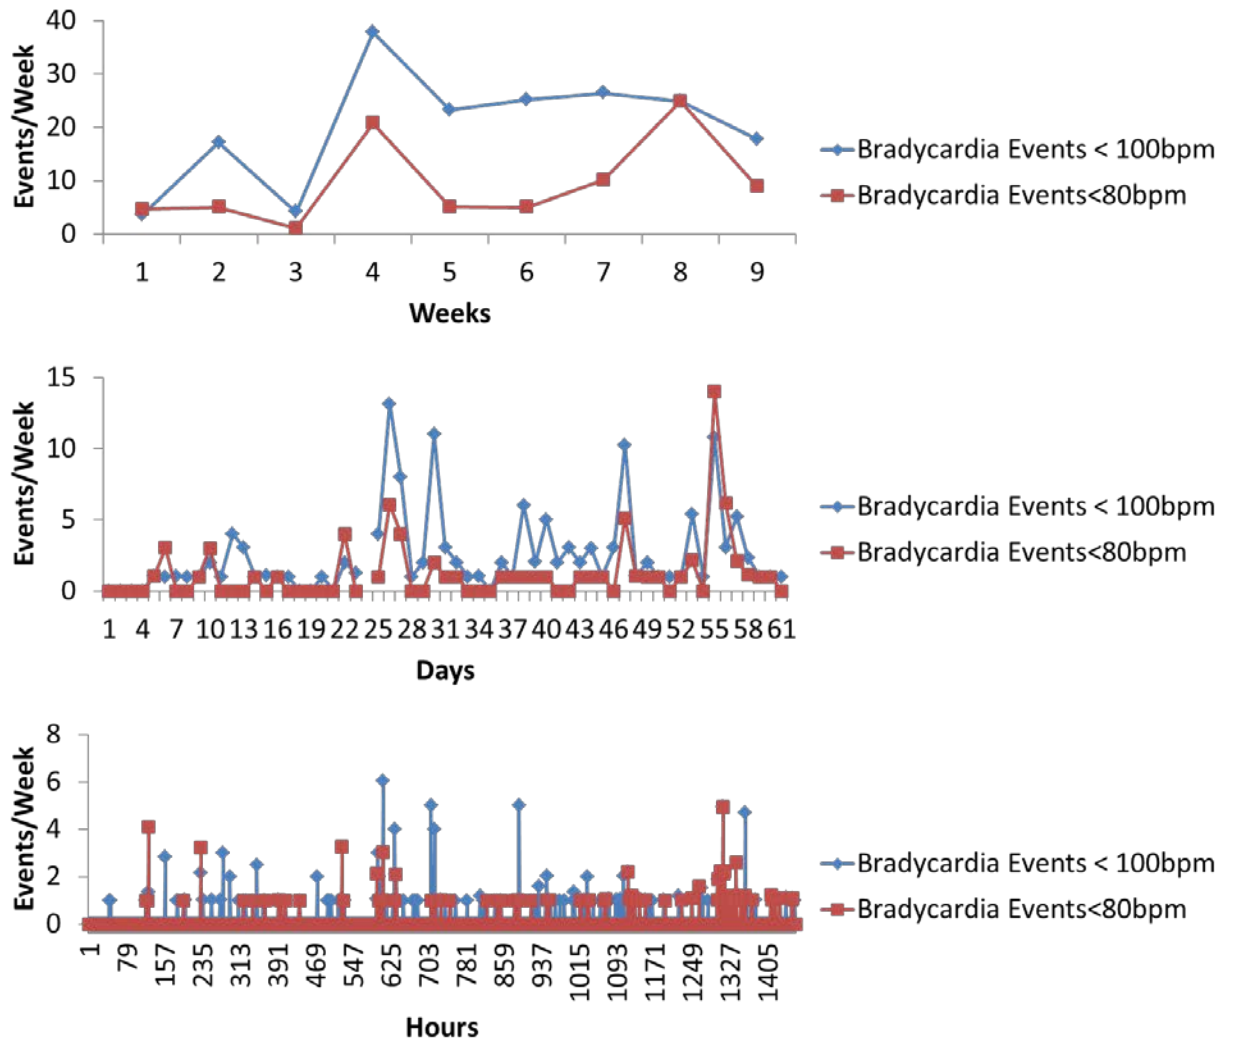 40
30
20
10
0
Events/Week
1 2 3 4 5 6 7 8 9
Weeks
Bradycardia Events < 100bpm
Bradycardia Events<80bpm
15
10
5
0
Events/Week
1 4 7 10 13 16 19 22 25 28 31 34 37 40 43 46 49 52 55 58 61
Days
Bradycardia Events < 100bpm
Bradycardia Events<80bpm
8
6
4
2
0
Events/Week
1 79 157 235 313 391 469 547 625 703 781 859 937 1015 1093 1171 1249 1327 1405
Hours
Bradycardia Events < 100bpm
Bradycardia Events<80bpm